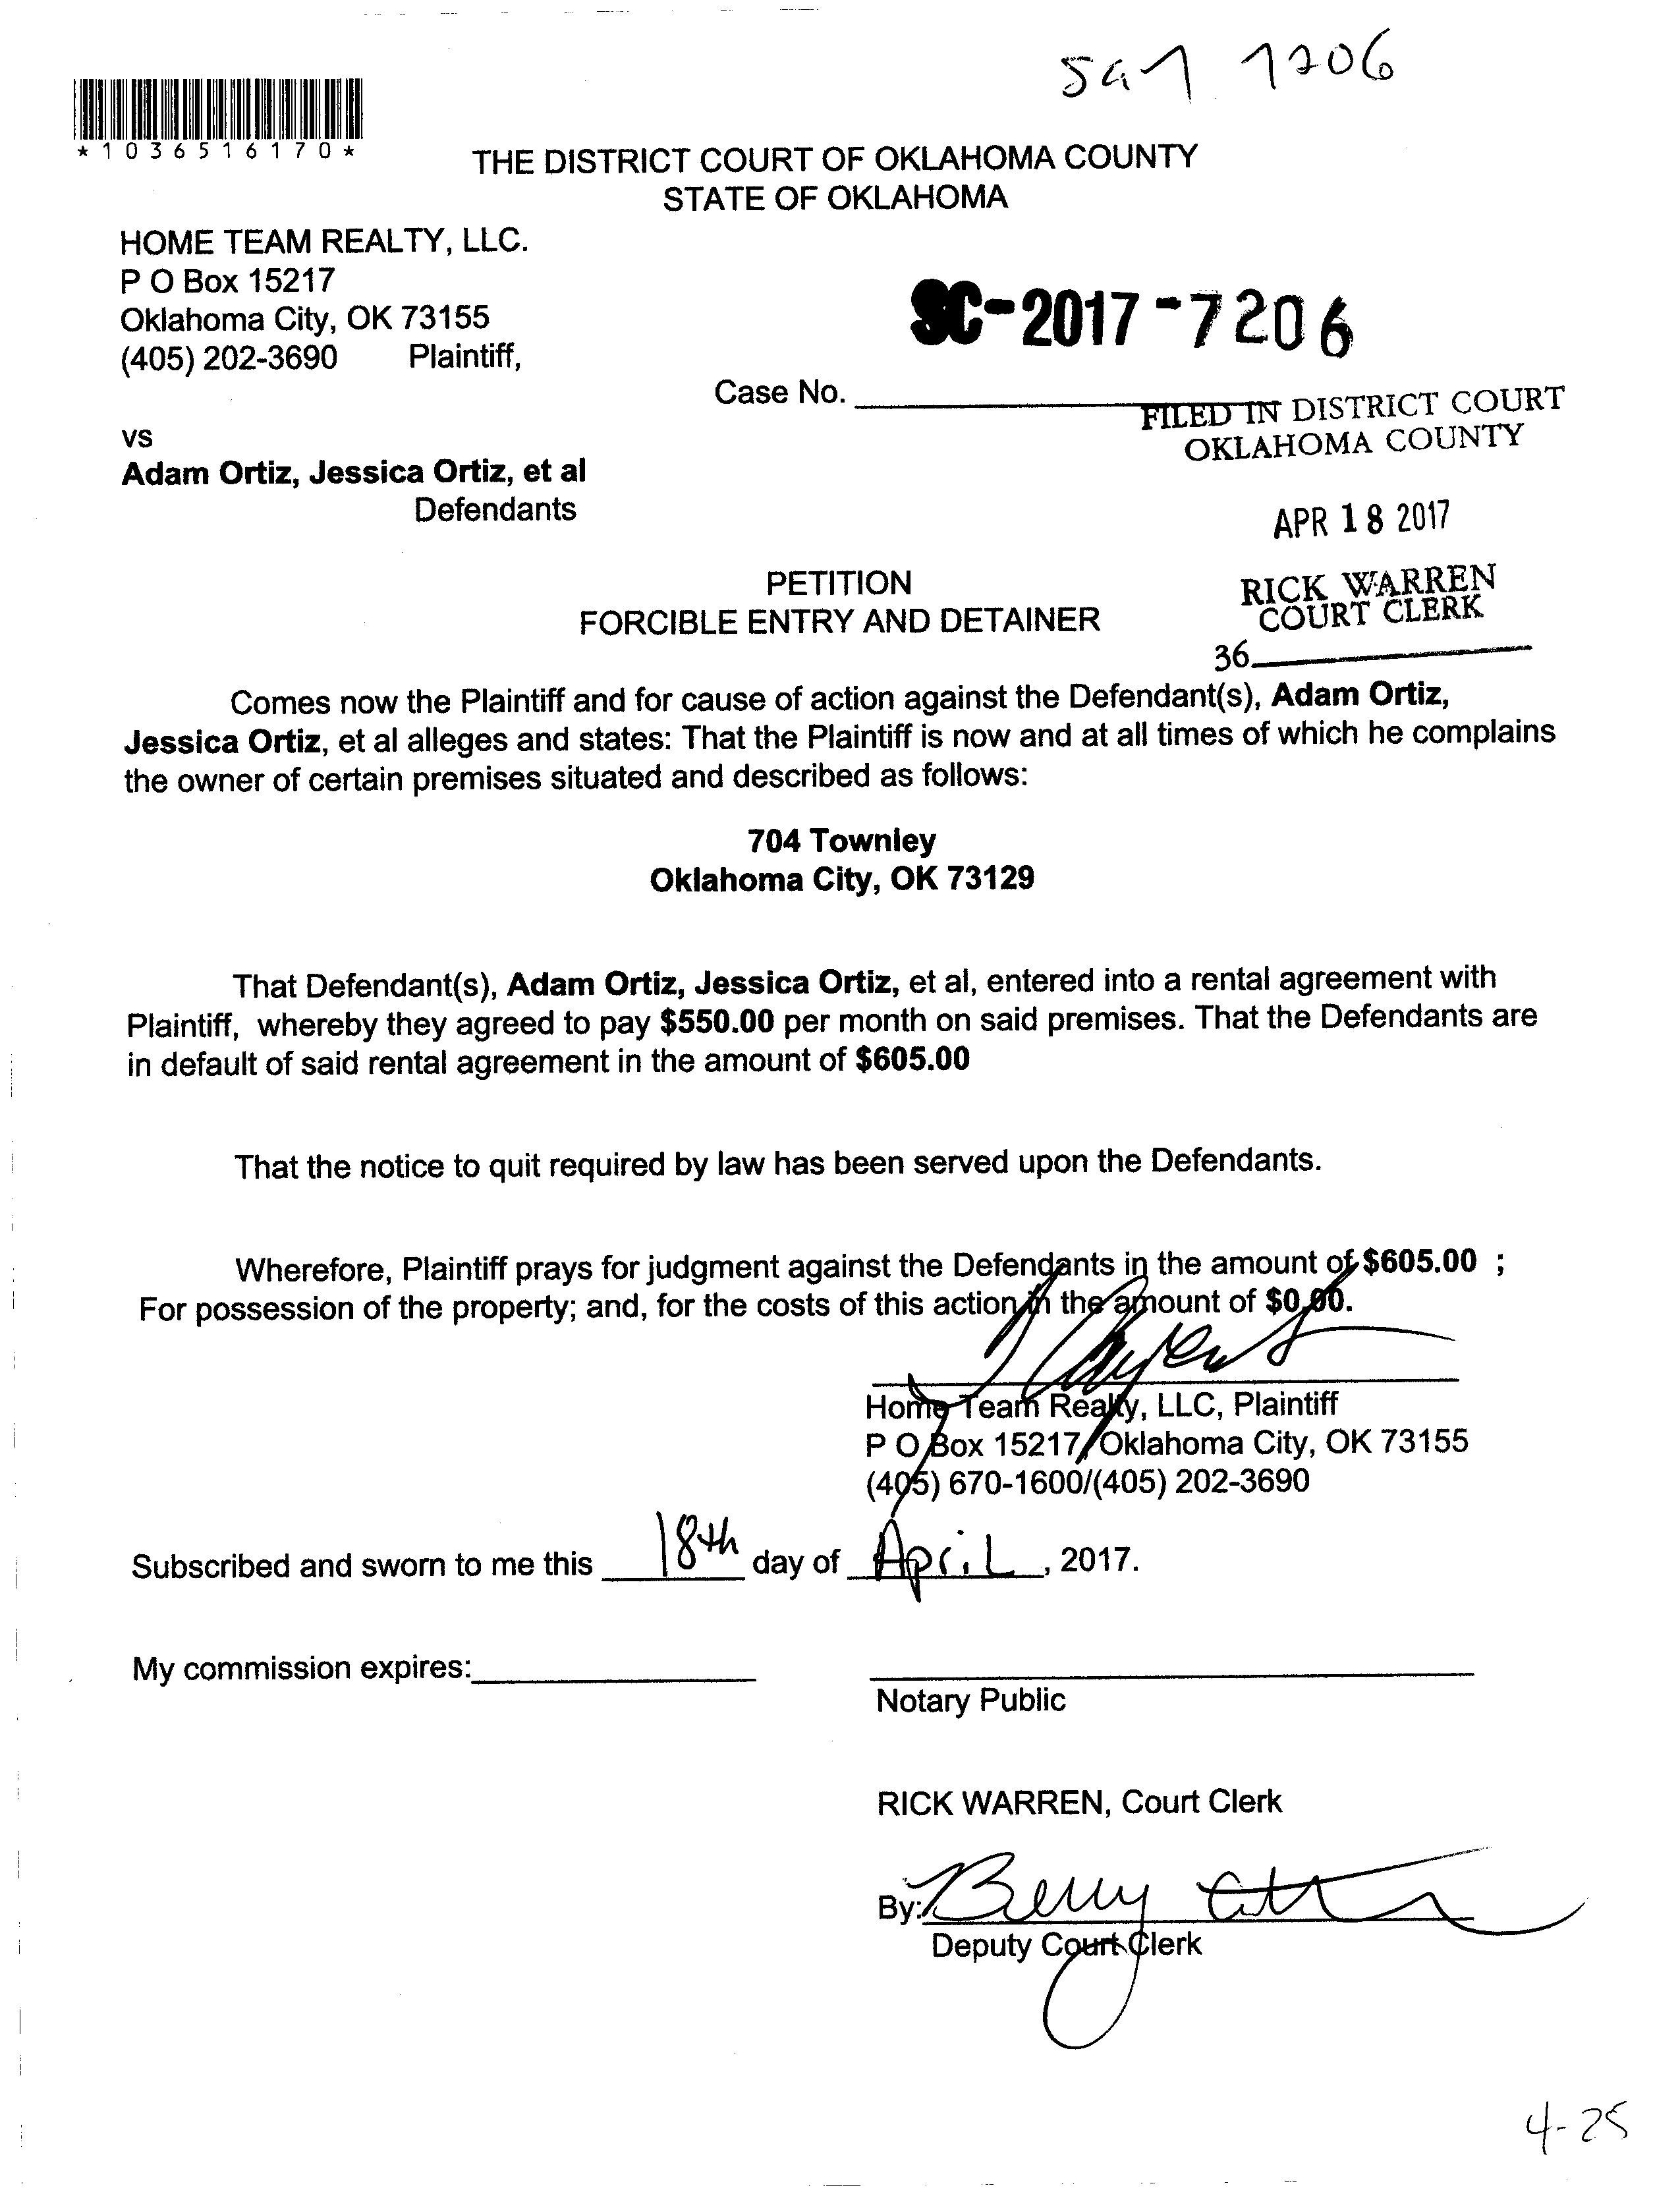 *1036516170*
THE DISTRICT COURT OF OKLAHOMA COUNTY
STATE OF OKLAHOMA
HOME TEAM REALTY, LLC.
P O Box 15217
Oklahoma City, OK 73155
(405) 202-3690 Plaintiff,
SC-2017-7206
Case No.
FILED IN DISTRICT COURT
OKLAHOMA COUNTY
vs
Adam Ortiz, Jessica Ortiz, et al
Defendants
APR 18 2017
PETITION
FORCIBLE ENTRY AND DETAINER
RICK WARREN
COURT CLERK
36
Comes now the Plaintiff and for cause of action against the Defendant(s), Adam Ortiz,
Jessica Ortiz, et al alleges and states: That the Plaintiff is now and at all times of which he complains
the owner of certain premises situated and described as follows:
704 Townley
Oklahoma City, OK 73129
That Defendant(s), Adam Ortiz, Jessica Ortiz, et al, entered into a rental agreement with
Plaintiff, whereby they agreed to pay $550.00 per month on said premises. That the Defendants are
in default of said rental agreement in the amount of $605.00
That the notice to quit required by law has been served upon the Defendants.
Wherefore, Plaintiff prays for judgment against the Defendants in the amount of $605.00 ;
For possession of the property; and, for the costs of this action in the amount of $0.00.
Home Team Realty, LLC, Plaintiff
P O Box 15217/Oklahoma City, OK 73155
(405) 670-1600/(405) 202-3690
Subscribed and sworn to me this 18th day of April, 2017.
My commission expires:
Notary Public
RICK WARREN, Court Clerk
By:
Deputy Court Clerk
4-25